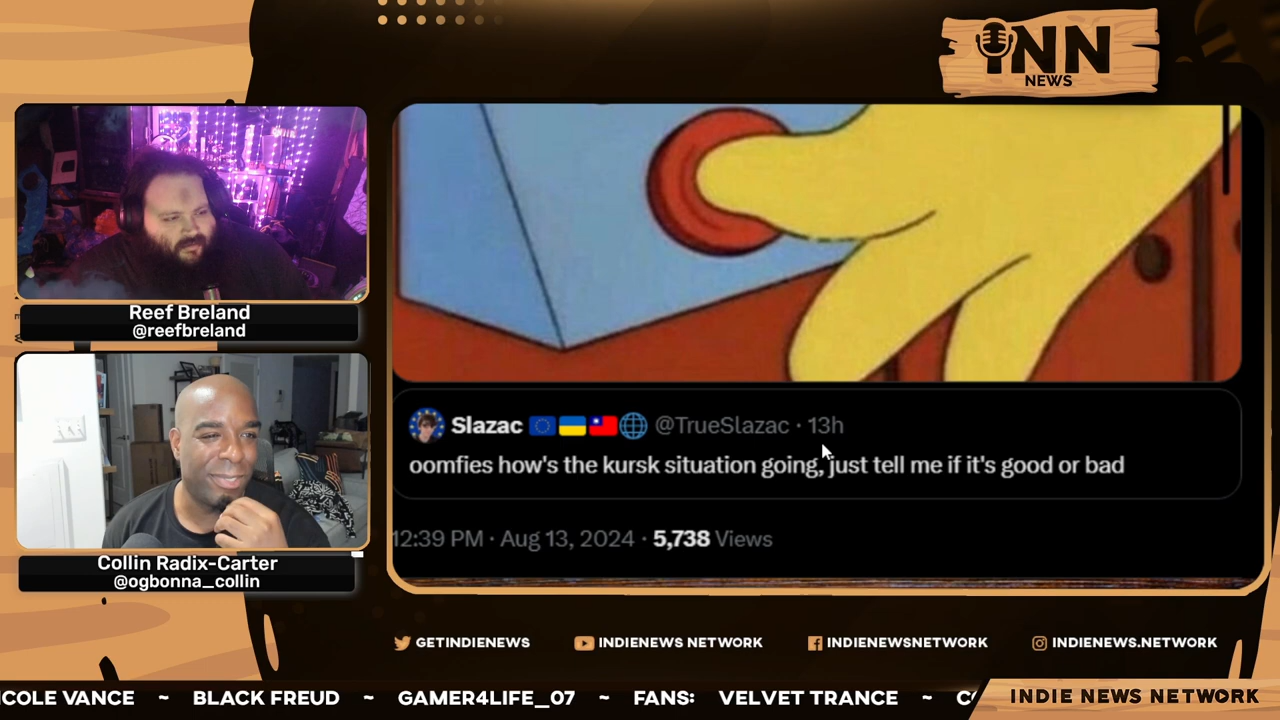 INN
NEWS
Reef Breland
@reefbreland
Collin Radix-Carter
@ogbonna_collin
Slazac @TrueSlazac · 13h
oomfies how's the kursk situation going, just tell me if it's good or bad
12:39 PM · Aug 13, 2024 · 5,738 Views
GETINDIENEWS INDIENEWS NETWORK INDIENEWSNETWORK INDIENEWS.NETWORK
COLE VANCE ~ BLACK FREUD ~ GAMER4LIFE_07 ~ FANS: VELVET TRANCE ~
INDIE NEWS NETWORK